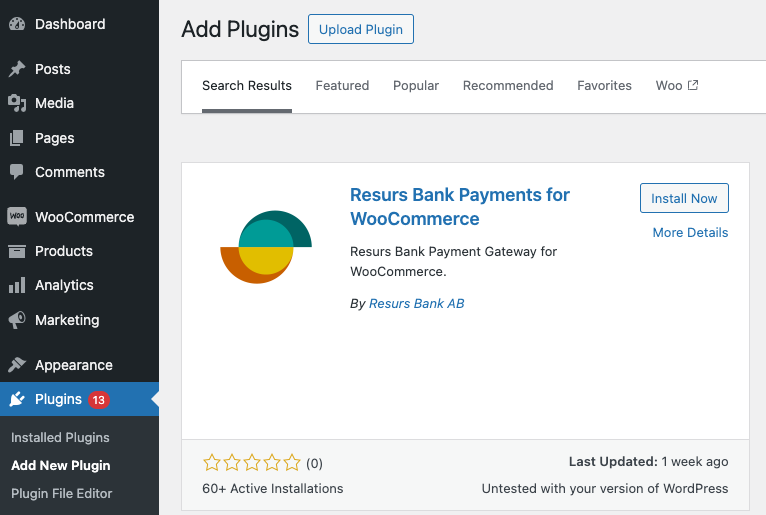 Dashboard
Posts
Media
Pages
Comments
Woo WooCommerce
Products
Analytics
Marketing
Appearance
Plugins 13
Installed Plugins
Add New Plugin
Plugin File Editor
Add Plugins Upload Plugin
Search Results Featured Popular Recommended Favorites Woo
Resurs Bank Payments for
WooCommerce
Install Now
More Details
Resurs Bank Payment Gateway for
WooCommerce.
By Resurs Bank AB
(0)
Last Updated: 1 week ago
60+ Active Installations
Untested with your version of WordPress